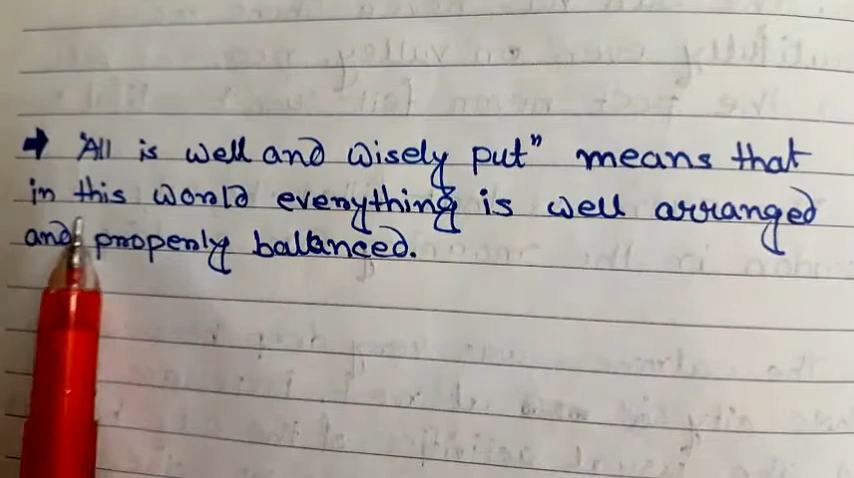 → "All is well and wisely put" means that
in this world everything is well arranged
and properly balanced.